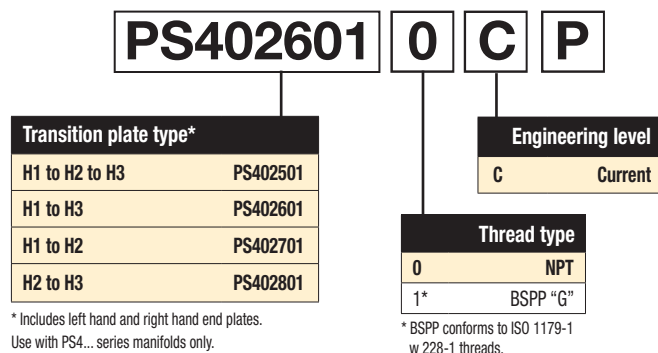 PS402601 0 C P
Transition plate type*
H1 to H2 to H3 PS402501
H1 to H3 PS402601
H1 to H2 PS402701
H2 to H3 PS402801
* Includes left hand and right hand end plates.
Use with PS4... series manifolds only.
Engineering level
C Current
Thread type
0 NPT
1* BSPP “G”
* BSPP conforms to ISO 1179-1
w 228-1 threads.